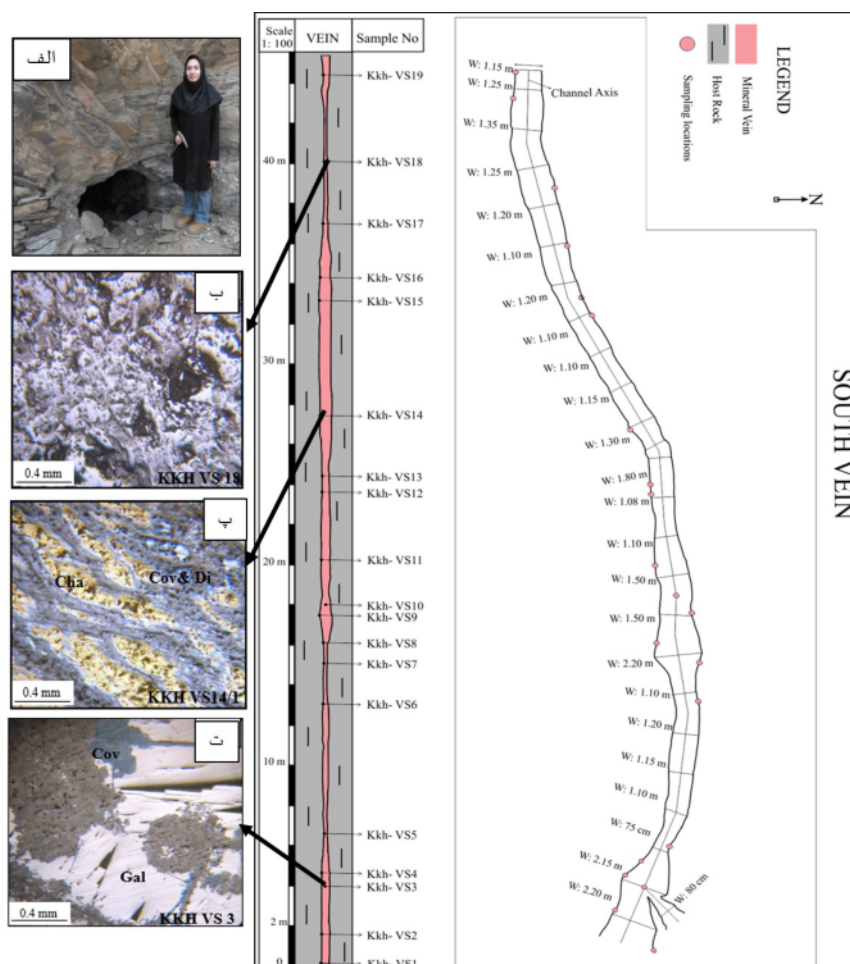 الف
ب
0.4 mm
KKH VS 18
پ
Cha
Cov& Di
0.4 mm
KKH VS14/1
ت
Cov
Gal
0.4 mm
KKH VS 3
Scale
1: 100
VEIN
Sample No
Kkh- VS19
40 m
Kkh- VS18
Kkh- VS17
Kkh- VS16
Kkh- VS15
30 m
Kkh- VS14
Kkh- VS13
Kkh- VS12
20 m
Kkh- VS11
Kkh- VS10
Kkh- VS9
Kkh- VS8
Kkh- VS7
Kkh- VS6
10 m
Kkh- VS5
Kkh- VS4
Kkh- VS3
2 m
Kkh- VS2
0
Kkh- VS1
LEGEND
Mineral Vein
Host Rock
Sampling locations
N
SOUTH VEIN
W: 1.15 m
Channel Axis
W: 1.25 m
W: 1.35 m
W: 1.25 m
W: 1.20 m
W: 1.10 m
W: 1.20 m
W: 1.10 m
W: 1.10 m
W: 1.15 m
W: 1.30 m
W: 1.80 m
W: 1.08 m
W: 1.10 m
W: 1.50 m
W: 1.50 m
W: 2.20 m
W: 1.10 m
W: 1.20 m
W: 1.15 m
W: 1.10 m
W: 75 cm
W: 2.15 m
W: 80 cm
W: 2.20 m